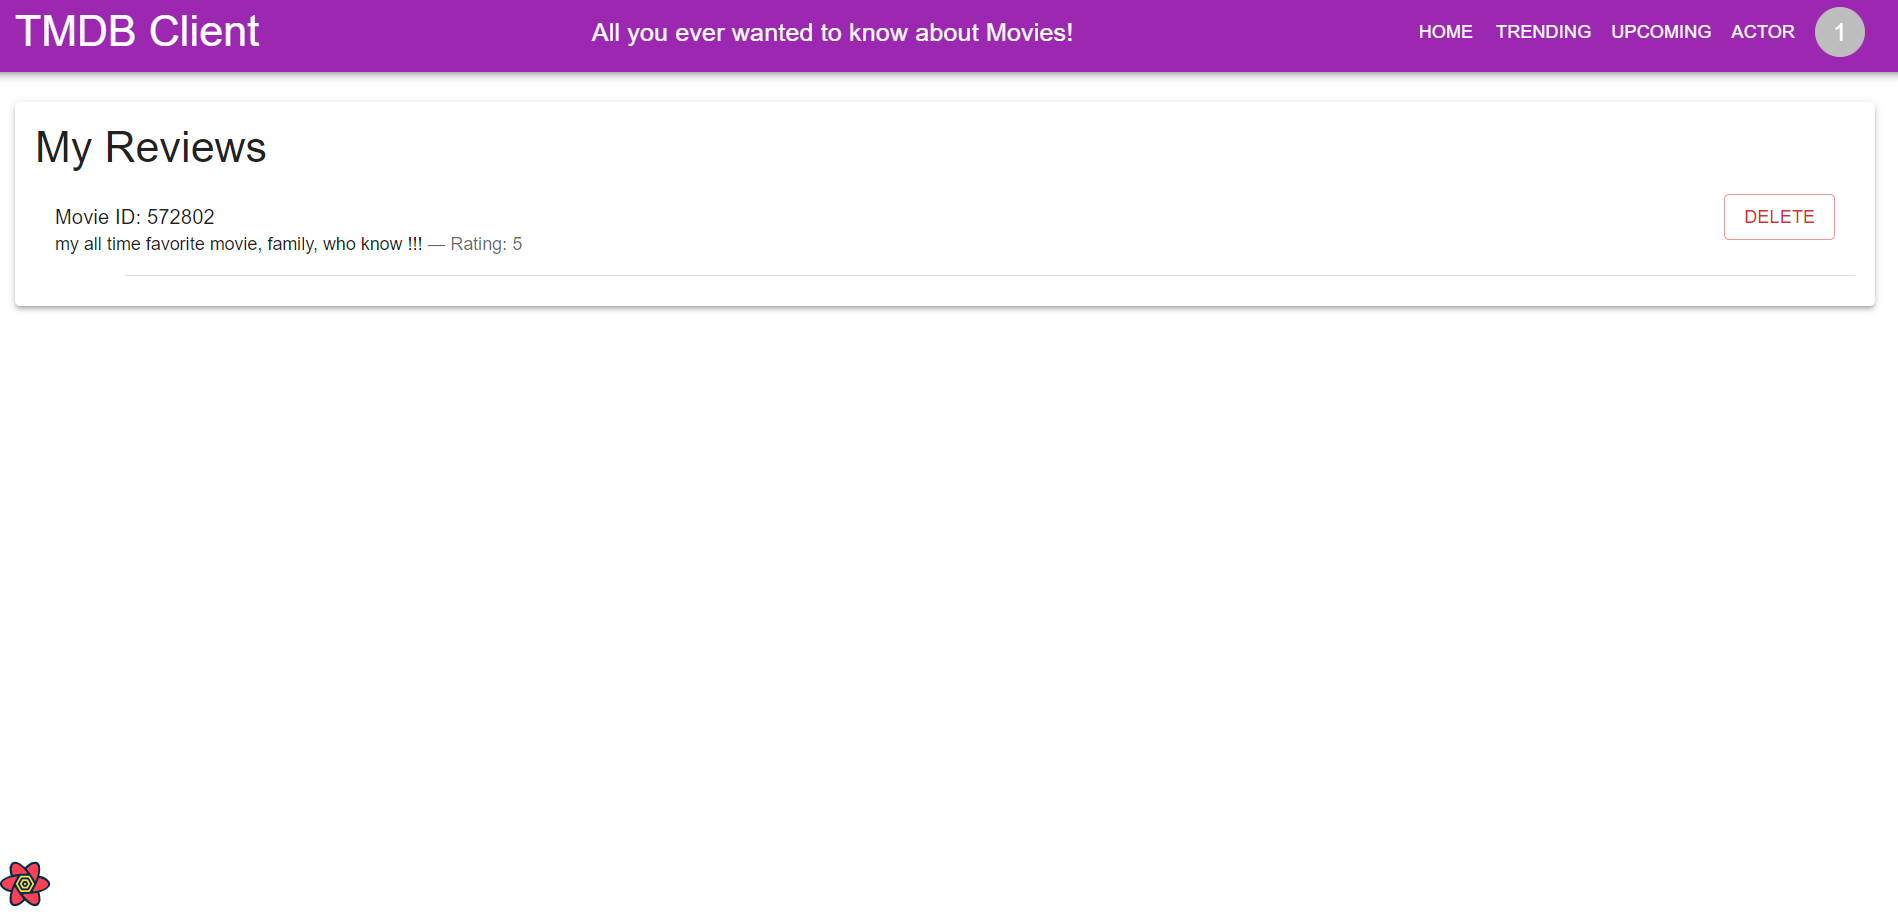 TMDB Client
All you ever wanted to know about Movies!
HOME TRENDING UPCOMING ACTOR 1
My Reviews
Movie ID: 572802
my all time favorite movie, family, who know !!! — Rating: 5
DELETE